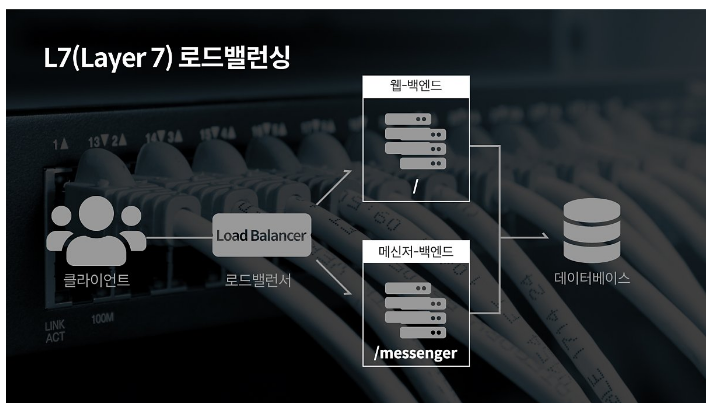 L7(Layer 7) 로드밸런싱
웹-백엔드
/
Load Balancer
클라이언트
로드밸런서
메신저-백엔드
/messenger
데이터베이스
1▲ 13▼2▲ 14▼3▲
LINK
ACT
100M